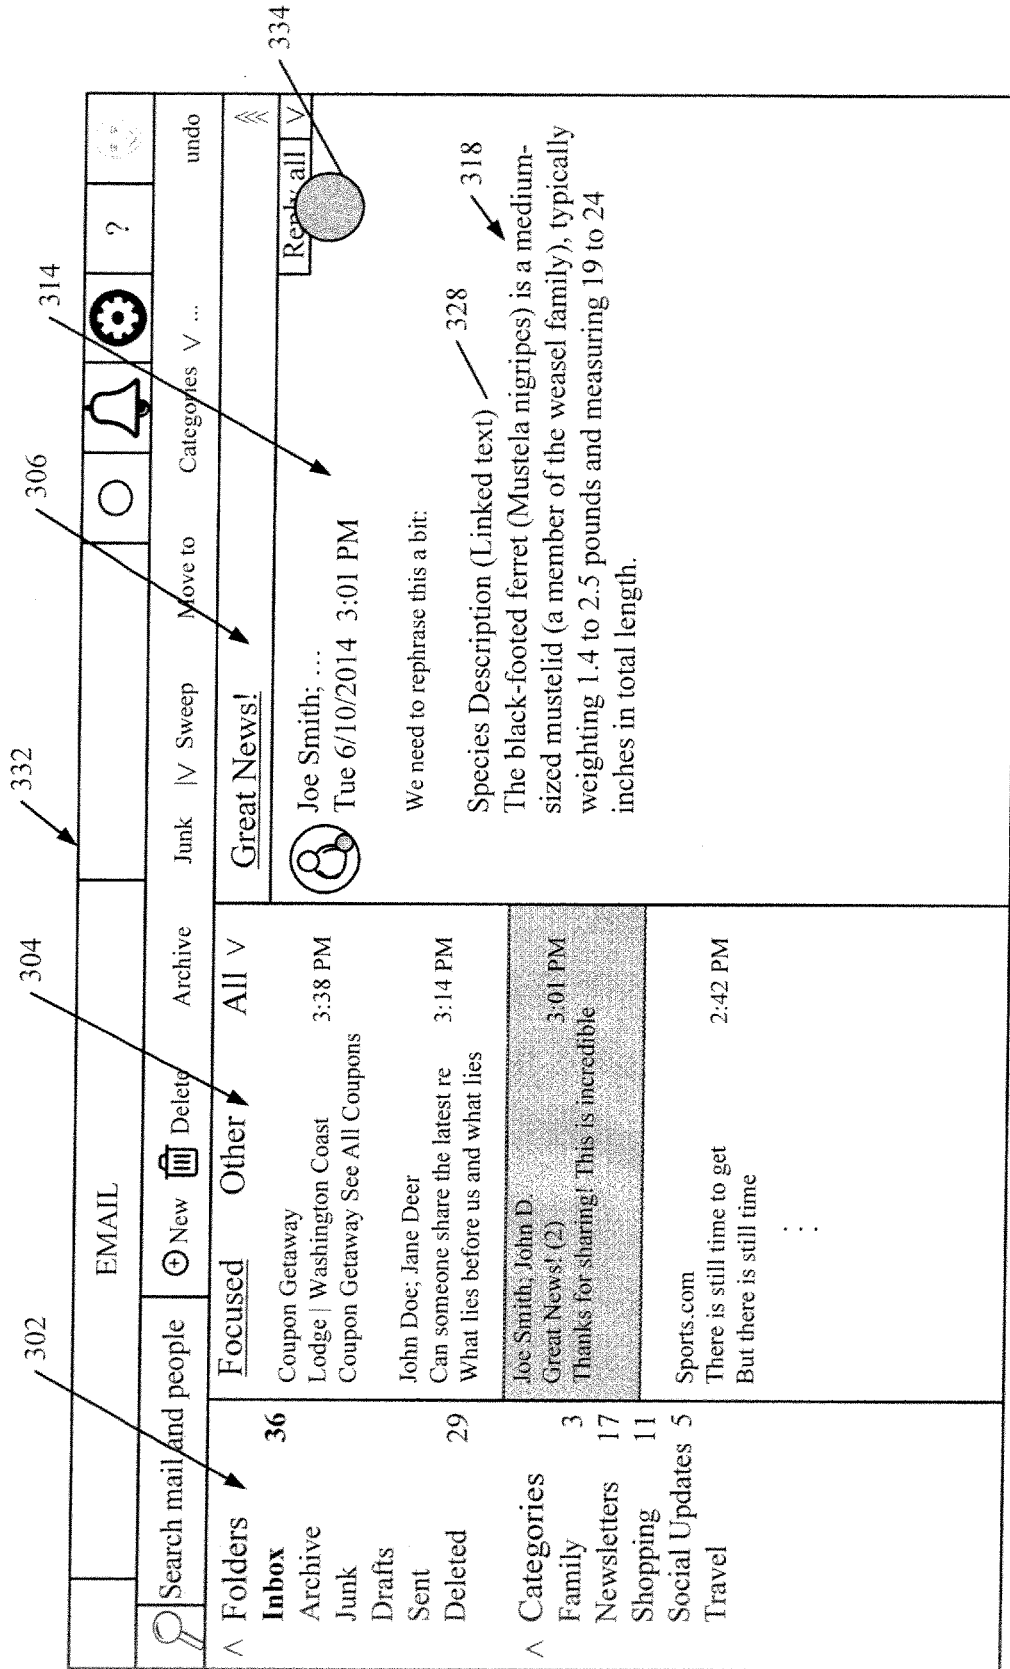 302
304
332
306
314
334
EMAIL
?
Search mail and people
New
Delete
Archive
Junk |V Sweep
Move to
Categories V ...
undo
^ Folders
Inbox 36
Archive
Junk
Drafts
Sent
Deleted 29
^ Categories
Family 3
Newsletters 17
Shopping 11
Social Updates 5
Travel
Focused Other All V
Coupon Getaway
Lodge | Washington Coast 3:38 PM
Coupon Getaway See All Coupons
John Doe; Jane Deer
Can someone share the latest re 3:14 PM
What lies before us and what lies
Joe Smith; John D.
Great News! (2) 3:01 PM
Thanks for sharing! This is incredible
Sports.com
There is still time to get 2:42 PM
But there is still time
Great News!
Reply all V
Joe Smith; ...
Tue 6/10/2014 3:01 PM
We need to rephrase this a bit:
Species Description (Linked text) 328
318
The black-footed ferret (Mustela nigripes) is a medium-
sized mustelid (a member of the weasel family), typically
weighting 1.4 to 2.5 pounds and measuring 19 to 24
inches in total length.